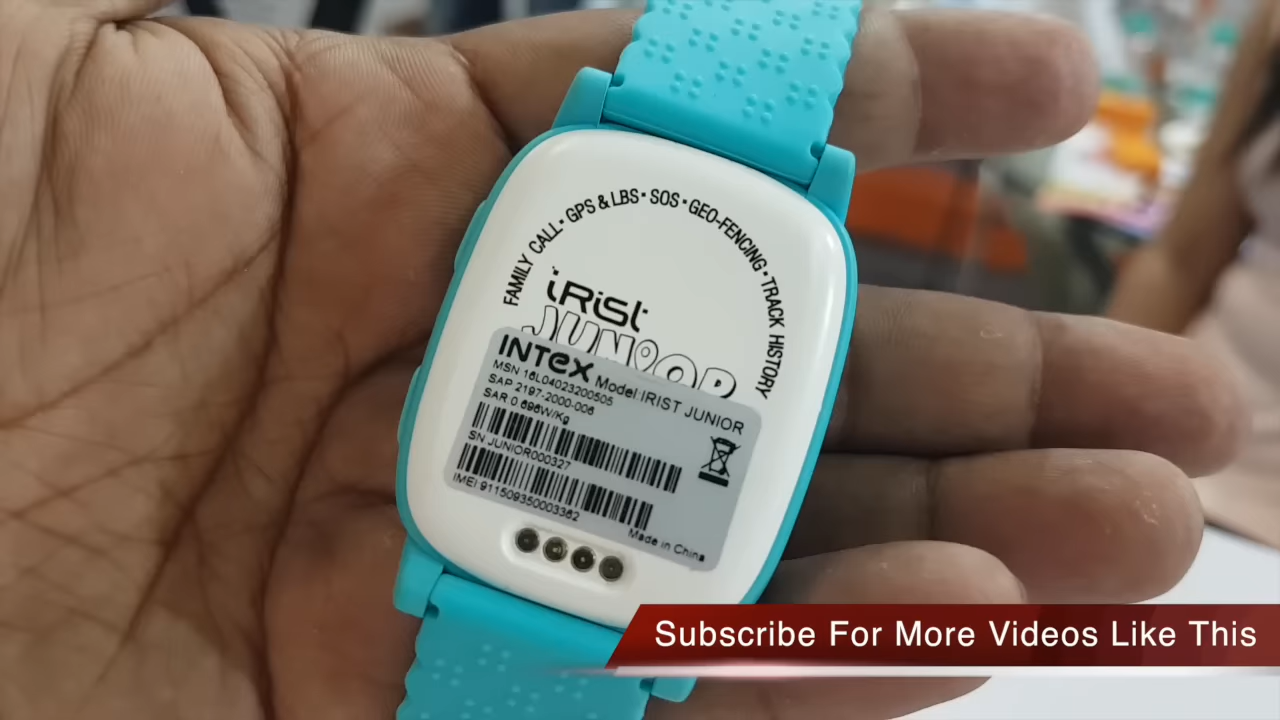 FAMILY CALL • GPS & LBS • SOS • GEO-FENCING • TRACK HISTORY
iRist
JUNIOR
INTEX Model:IRIST JUNIOR
MSN 16L04023200505
SAP 2197-2000-006
SAR 0.696W/Kg
SN JUNIOR000327
IMEI 911509350003362
Made in China
Subscribe For More Videos Like This